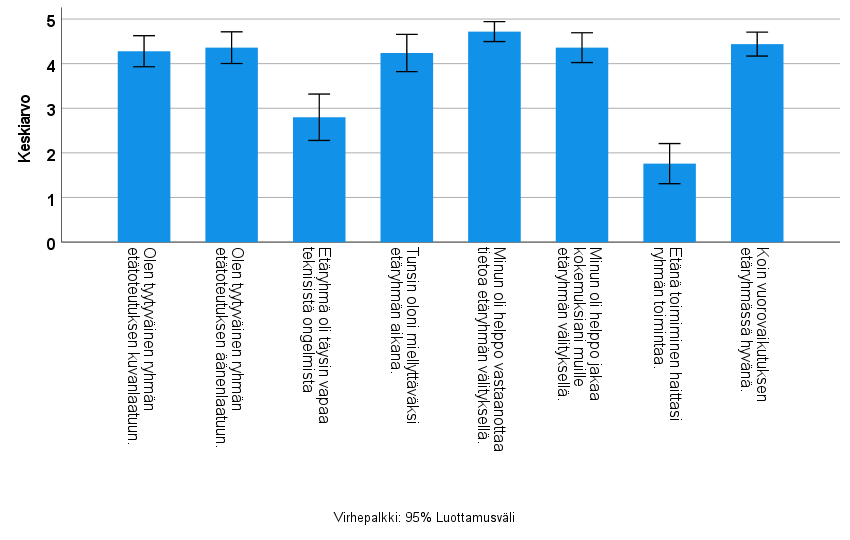 Keskiarvo
5
4
3
2
1
0
Olen tyytyväinen ryhmän
etätoteutuksen kuvanlaatuun.
Olen tyytyväinen ryhmän
etätoteutuksen äänenlaatuun.
Etäryhmä oli täysin vapaa
teknisistä ongelmista
Tunsin oloni miellyttäväksi
etäryhmän aikana.
Minun oli helppo vastaanottaa
tietoa etäryhmän välityksellä.
Minun oli helppo jakaa
kokemuksiani muille
etäryhmän välityksellä.
Etänä toimiminen haittasi
ryhmän toimintaa.
Koin vuorovaikutuksen
etäryhmässä hyvänä.
Virhepalkki: 95% Luottamusväli